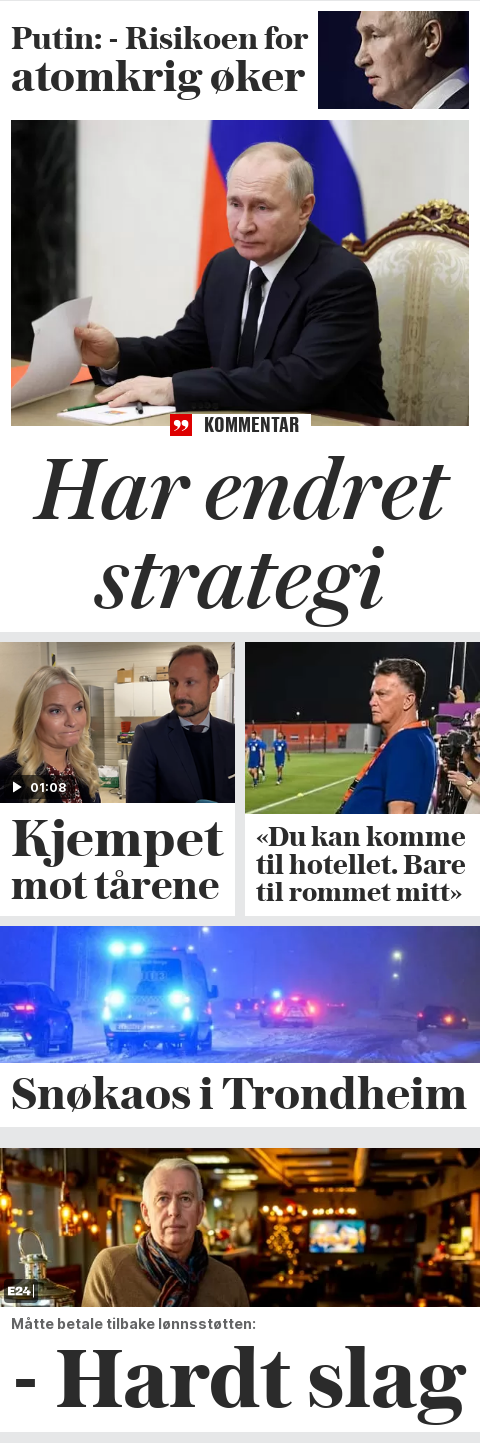 Putin: - Risikoen for
atomkrig øker
KOMMENTAR
Har endret
strategi
01:08
Kjempet
mot tårene
«Du kan komme
til hotellet. Bare
til rommet mitt»
Snøkaos i Trondheim
E24
Måtte betale tilbake lønnsstøtten:
- Hardt slag